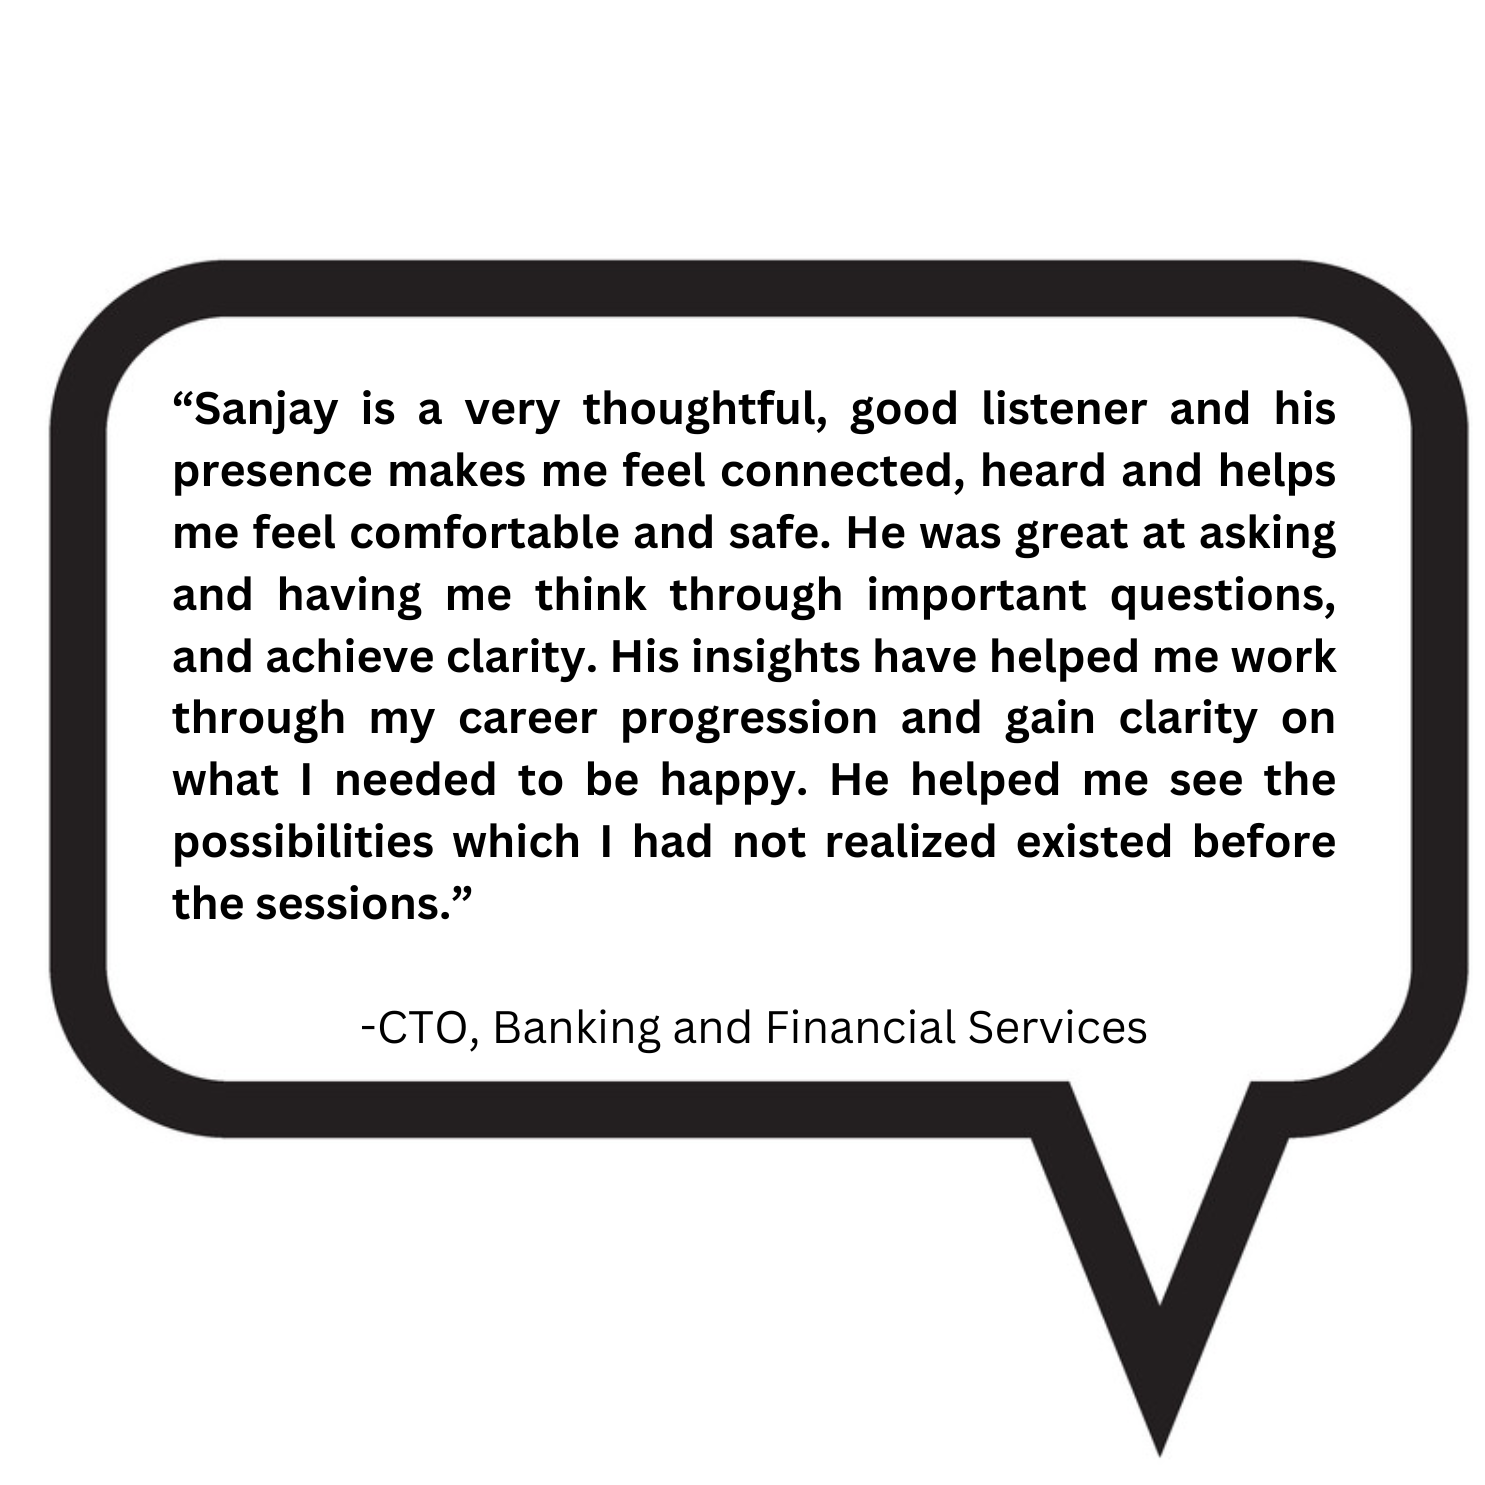 “Sanjay is a very thoughtful, good listener and his
presence makes me feel connected, heard and helps
me feel comfortable and safe. He was great at asking
and having me think through important questions,
and achieve clarity. His insights have helped me work
through my career progression and gain clarity on
what I needed to be happy. He helped me see the
possibilities which I had not realized existed before
the sessions.”
-CTO, Banking and Financial Services